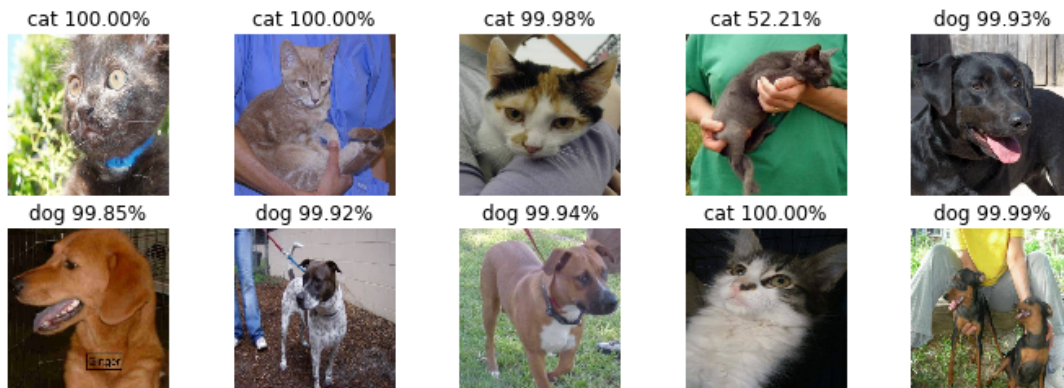 cat 100.00%
cat 100.00%
cat 99.98%
cat 52.21%
dog 99.93%
dog 99.85%
dog 99.92%
dog 99.94%
cat 100.00%
dog 99.99%
Ginger